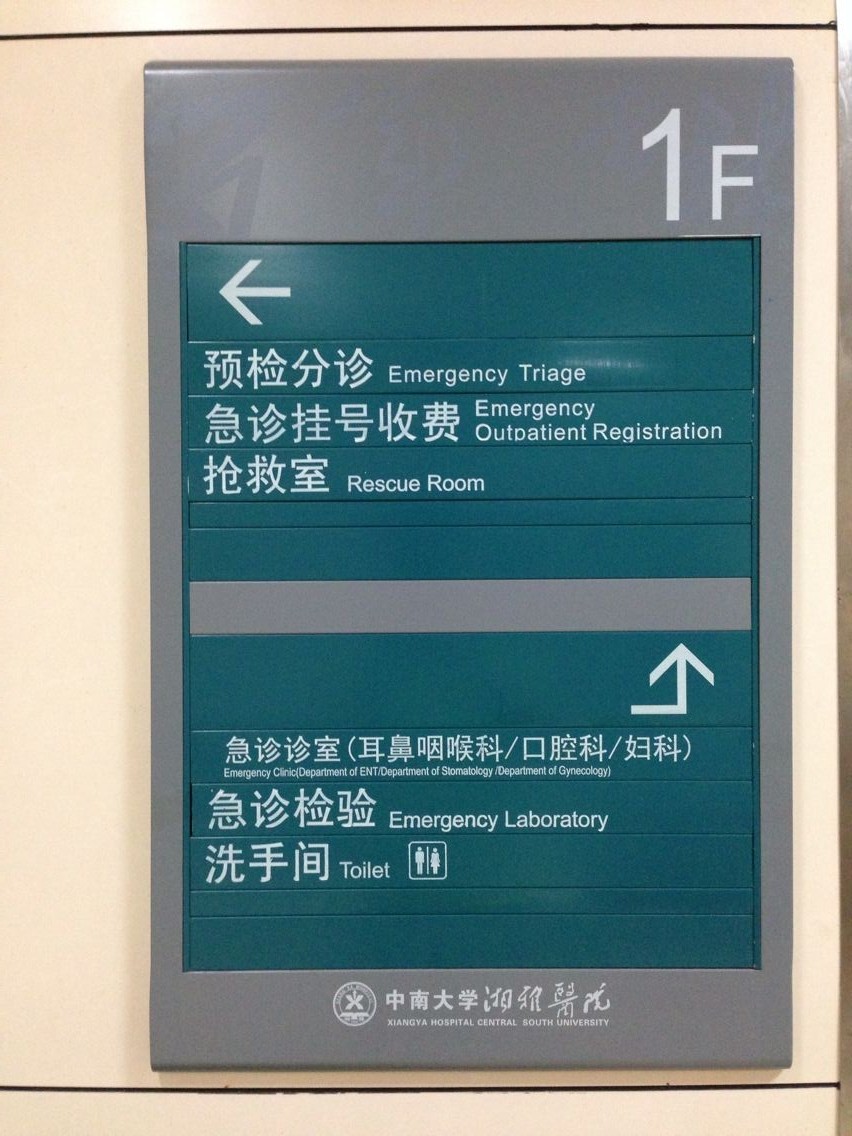 1F
预检分诊 Emergency Triage
急诊挂号收费 Emergency
Outpatient Registration
抢救室 Rescue Room
急诊诊室(耳鼻咽喉科/口腔科/妇科)
Emergency Clinic(Department of ENT/Department of Stomatology /Department of Gynecology)
急诊检验 Emergency Laboratory
洗手间 Toilet
中南大学湘雅醫院
XIANGYA HOSPITAL CENTRAL SOUTH UNIVERSITY